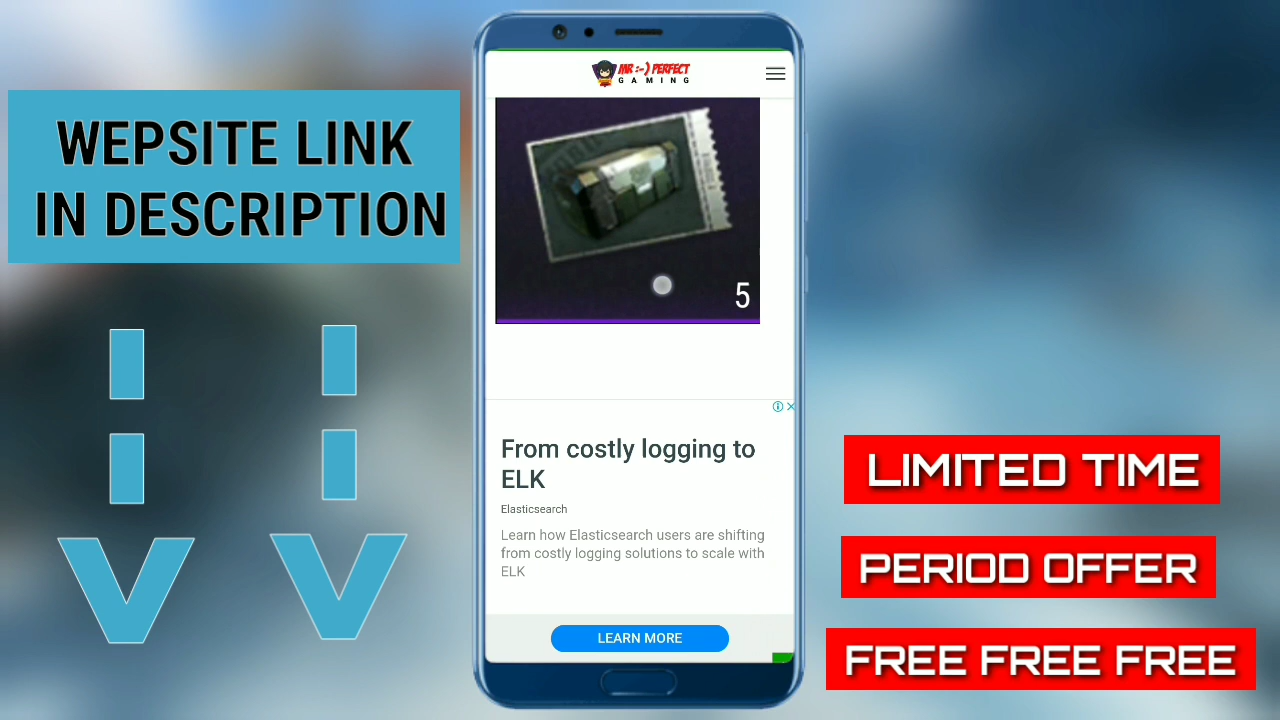 WEPSITE LINK
IN DESCRIPTION
MR :-) PERFECT
GAMING
5
From costly logging to
ELK
Elasticsearch
Learn how Elasticsearch users are shifting
from costly logging solutions to scale with
ELK
LEARN MORE
LIMITED TIME
PERIOD OFFER
FREE FREE FREE